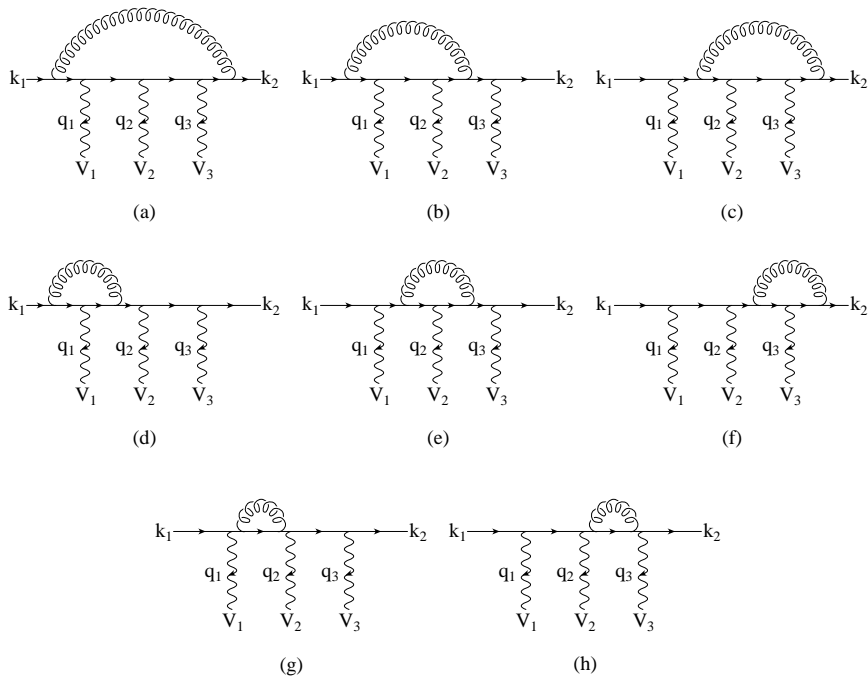 k1 k2 k1 k2 k1 k2
q1 q2 q3 q1 q2 q3 q1 q2 q3
V1 V2 V3 V1 V2 V3 V1 V2 V3
(a) (b) (c)
k1 k2 k1 k2 k1 k2
q1 q2 q3 q1 q2 q3 q1 q2 q3
V1 V2 V3 V1 V2 V3 V1 V2 V3
(d) (e) (f)
k1 k2 k1 k2
q1 q2 q3 q1 q2 q3
V1 V2 V3 V1 V2 V3
(g) (h)